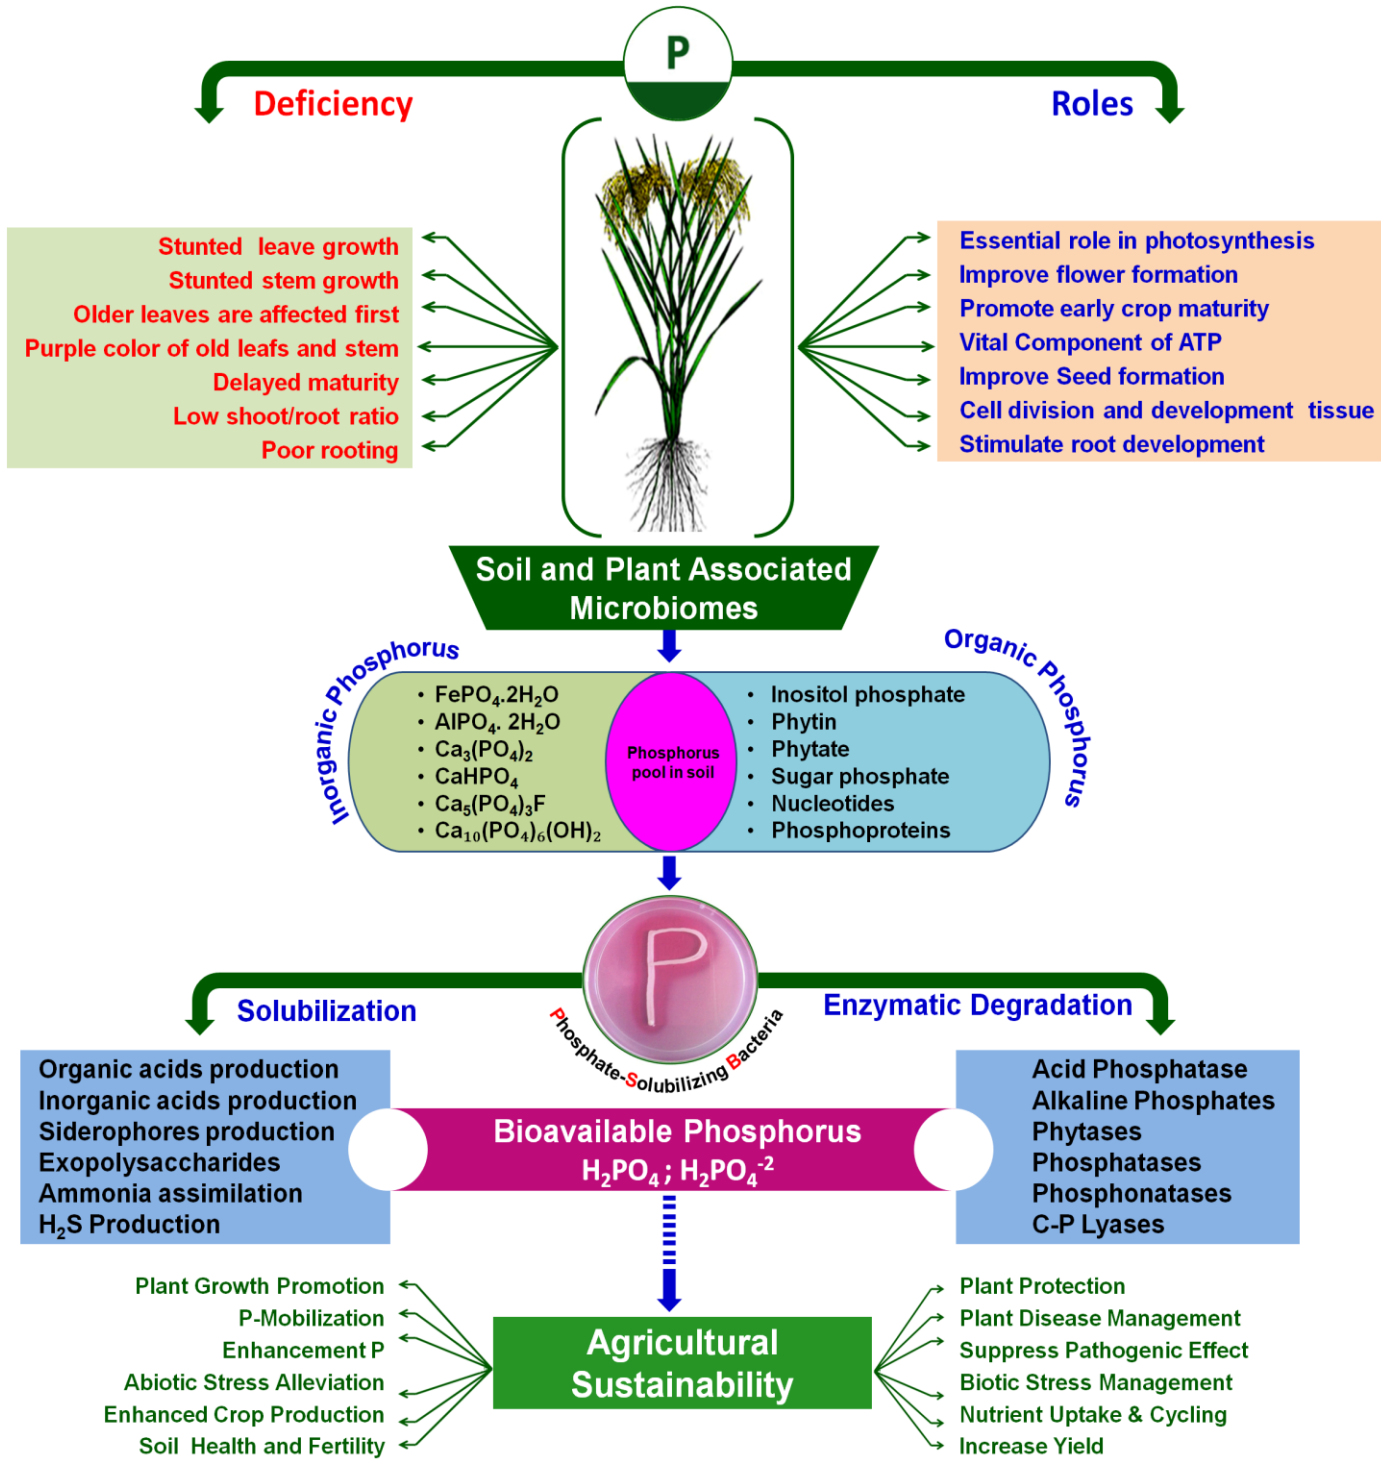 P
Deficiency
Roles
Stunted leave growth
Stunted stem growth
Older leaves are affected first
Purple color of old leafs and stem
Delayed maturity
Low shoot/root ratio
Poor rooting
Essential role in photosynthesis
Improve flower formation
Promote early crop maturity
Vital Component of ATP
Improve Seed formation
Cell division and development tissue
Stimulate root development
Soil and Plant Associated
Microbiomes
Inorganic Phosphorus
Organic Phosphorus
• FePO₄.2H₂O
• AlPO₄. 2H₂O
• Ca₃(PO₄)₂
• CaHPO₄
• Ca₅(PO₄)₃F
• Ca₁₀(PO₄)₆(OH)₂
Phosphorus
pool in soil
• Inositol phosphate
• Phytin
• Phytate
• Sugar phosphate
• Nucleotides
• Phosphoproteins
P
Phosphate-Solubilizing Bacteria
Solubilization
Enzymatic Degradation
Organic acids production
Inorganic acids production
Siderophores production
Exopolysaccharides
Ammonia assimilation
H₂S Production
Bioavailable Phosphorus
H₂PO₄ ; H₂PO₄⁻²
Acid Phosphatase
Alkaline Phosphates
Phytases
Phosphatases
Phosphonatases
C-P Lyases
Plant Growth Promotion
P-Mobilization
Enhancement P
Abiotic Stress Alleviation
Enhanced Crop Production
Soil Health and Fertility
Agricultural
Sustainability
Plant Protection
Plant Disease Management
Suppress Pathogenic Effect
Biotic Stress Management
Nutrient Uptake & Cycling
Increase Yield